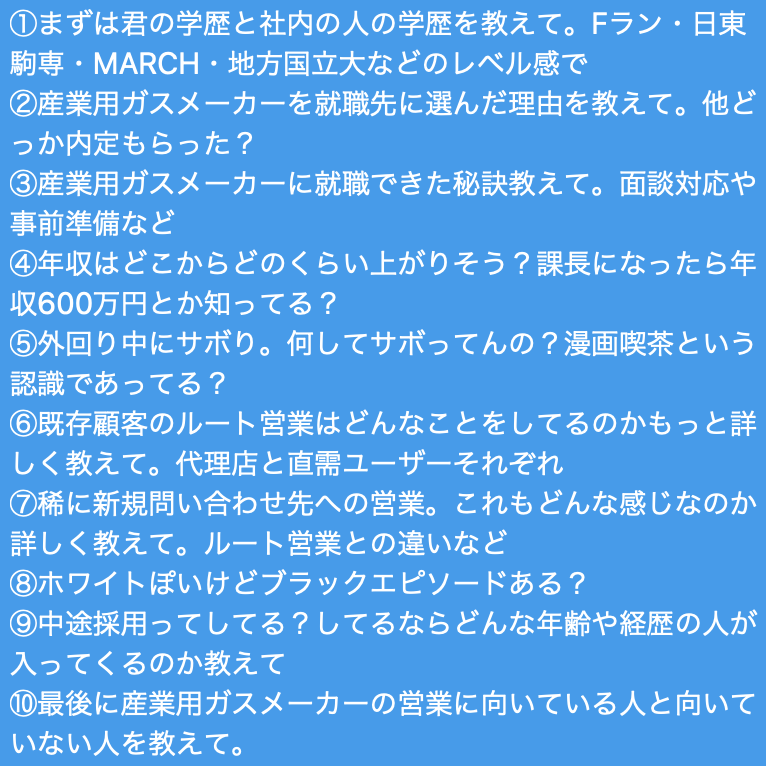 ①まずは君の学歴と社内の人の学歴を教えて。Fラン・日東
駒専・MARCH・地方国立大などのレベル感で
②産業用ガスメーカーを就職先に選んだ理由を教えて。他ど
っか内定もらった？
③産業用ガスメーカーに就職できた秘訣教えて。面談対応や
事前準備など
④年収はどこからどのくらい上がりそう？課長になったら年
収600万円とか知ってる？
⑤外回り中にサボり。何してサボってんの？漫画喫茶という
認識であってる？
⑥既存顧客のルート営業はどんなことをしてるのかもっと詳
しく教えて。代理店と直需ユーザーそれぞれ
⑦稀に新規問い合わせ先への営業。これもどんな感じなのか
詳しく教えて。ルート営業との違いなど
⑧ホワイトぽいけどブラックエピソードある？
⑨中途採用ってしてる？してるならどんな年齢や経歴の人が
入ってくるのか教えて
⑩最後に産業用ガスメーカーの営業に向いている人と向いて
いない人を教えて。